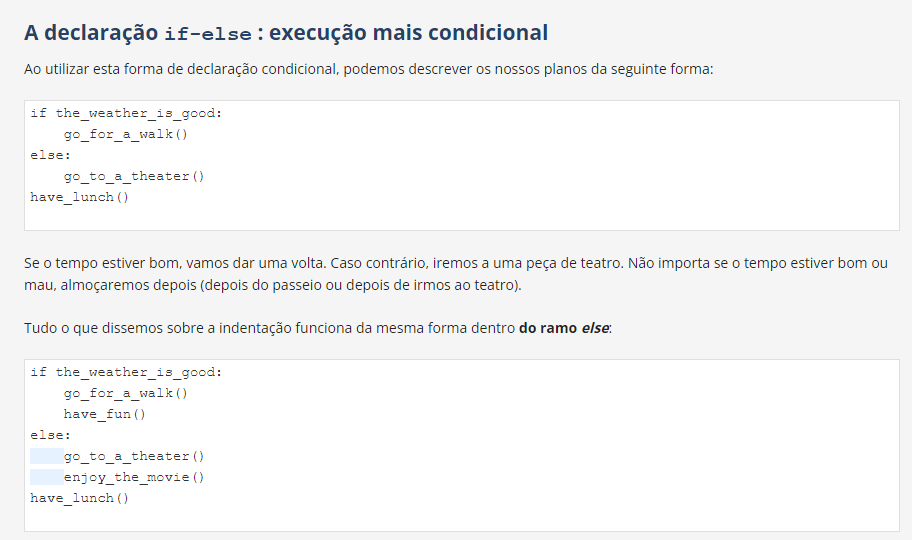 A declaração if-else : execução mais condicional
Ao utilizar esta forma de declaração condicional, podemos descrever os nossos planos da seguinte forma:
if the_weather_is_good:
    go_for_a_walk()
else:
    go_to_a_theater()
have_lunch()
Se o tempo estiver bom, vamos dar uma volta. Caso contrário, iremos a uma peça de teatro. Não importa se o tempo estiver bom ou
mau, almoçaremos depois (depois do passeio ou depois de irmos ao teatro).
Tudo o que dissemos sobre a indentação funciona da mesma forma dentro do ramo else:
if the_weather_is_good:
    go_for_a_walk()
    have_fun()
else:
    go_to_a_theater()
    enjoy_the_movie()
have_lunch()